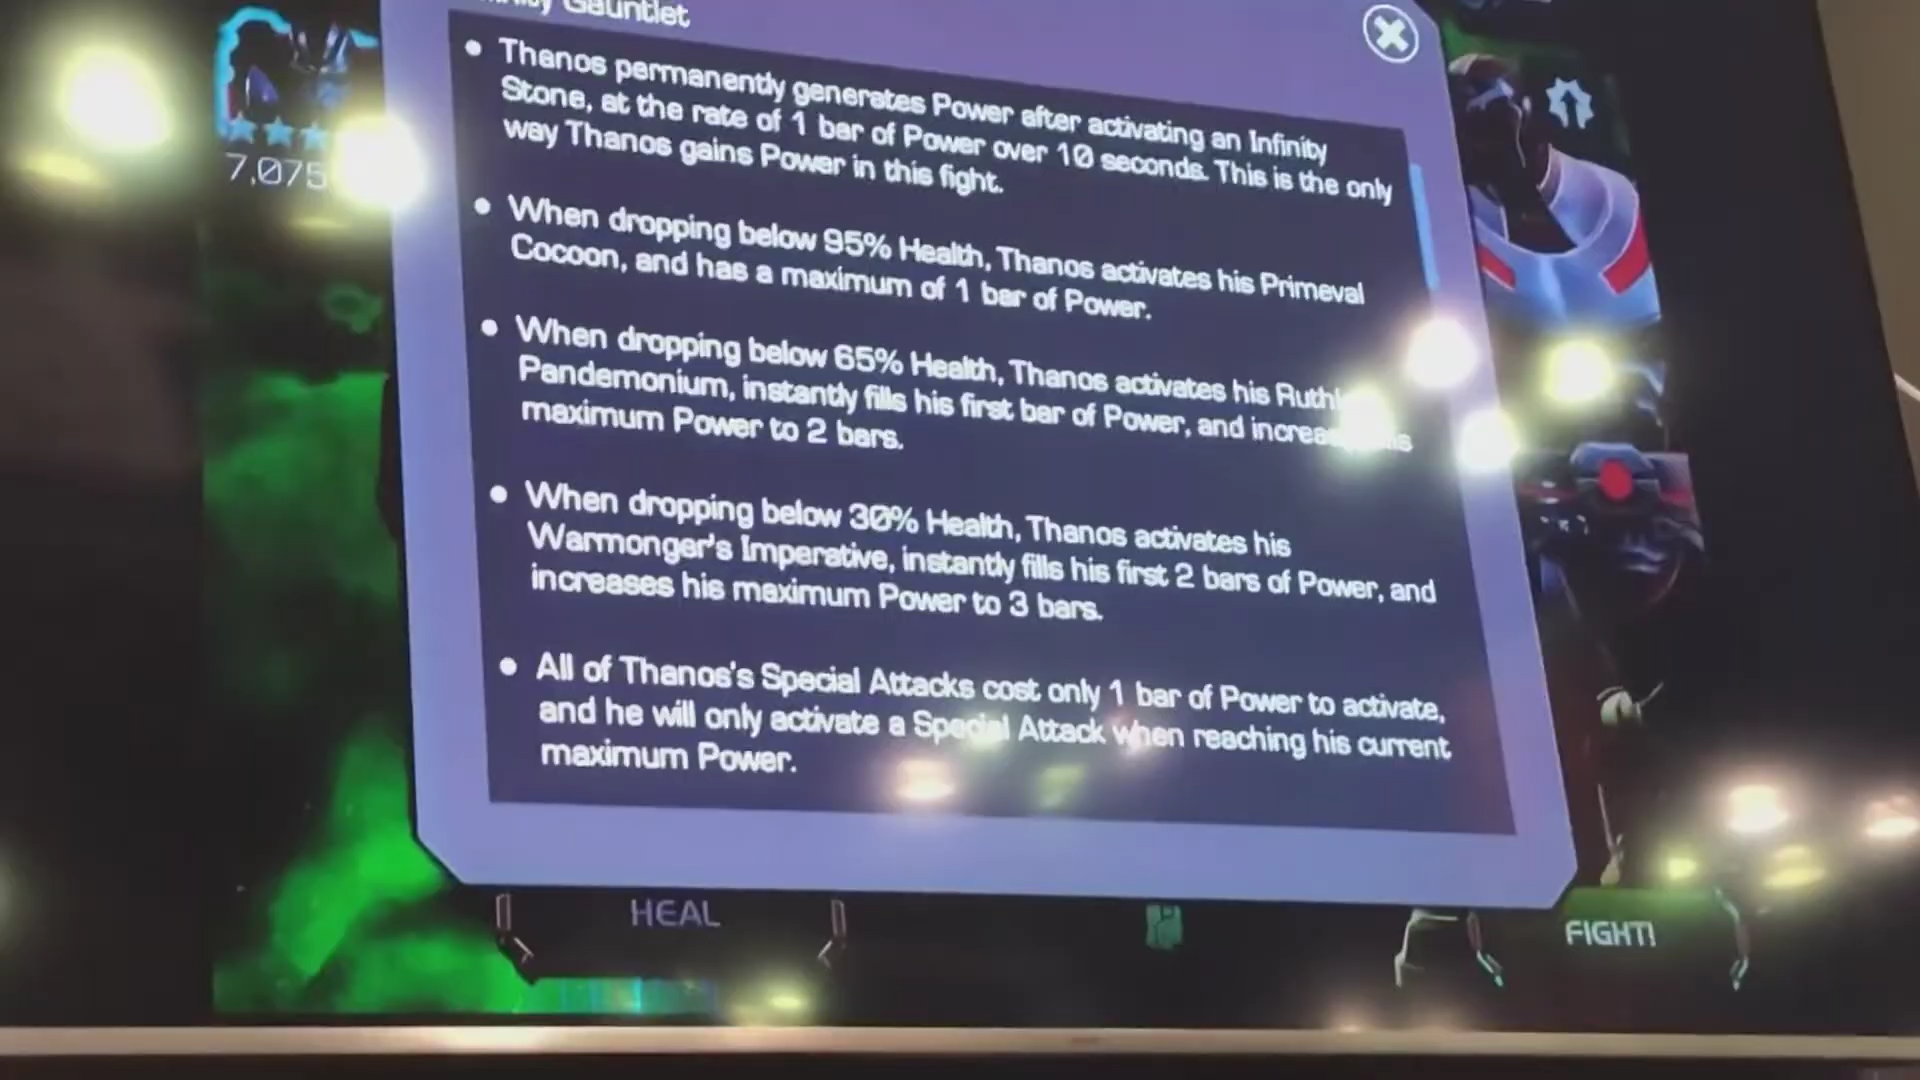 Gauntlet
7,075
• Thanos permanently generates Power after activating an Infinity
Stone, at the rate of 1 bar of Power over 10 seconds. This is the only
way Thanos gains Power in this fight.
• When dropping below 95% Health, Thanos activates his Primeval
Cocoon, and has a maximum of 1 bar of Power.
• When dropping below 65% Health, Thanos activates his
Pandemonium, instantly fills his first bar of Power, and
maximum Power to 2 bars.
• When dropping below 30% Health, Thanos activates his
Warmonger's Imperative, instantly fills his first 2 bars of Power, and
increases his maximum Power to 3 bars.
• All of Thanos's Special Attacks cost only 1 bar of Power to activate,
and he will only activate a Special Attack when reaching his current
maximum Power.
HEAL
FIGHT!